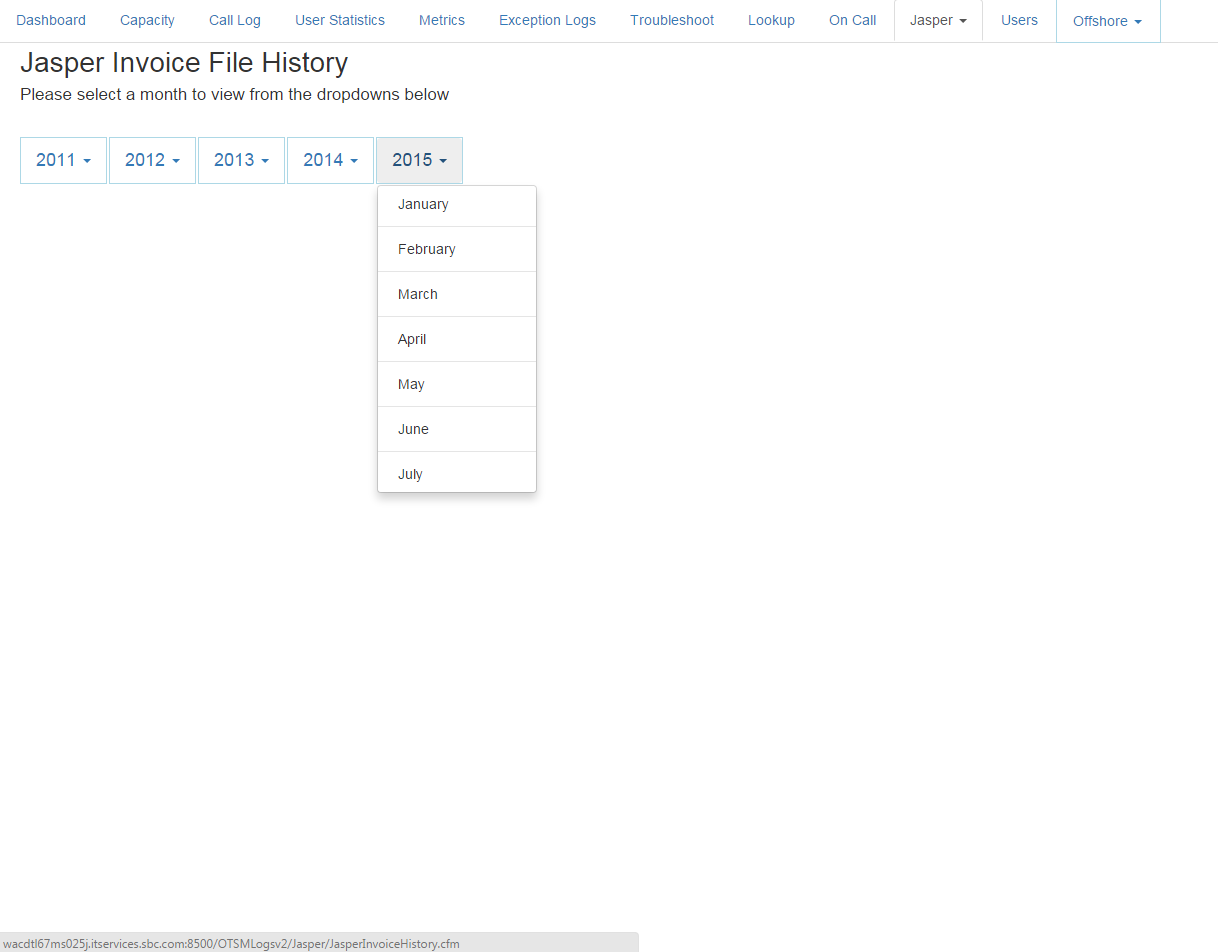 Dashboard Capacity Call Log User Statistics Metrics Exception Logs Troubleshoot Lookup On Call Jasper Users Offshore
Jasper Invoice File History
Please select a month to view from the dropdowns below
2011 2012 2013 2014 2015
January
February
March
April
May
June
July
wacdtl67ms025j.itservices.sbc.com:8500/OTSMLogsv2/Jasper/JasperInvoiceHistory.cfm